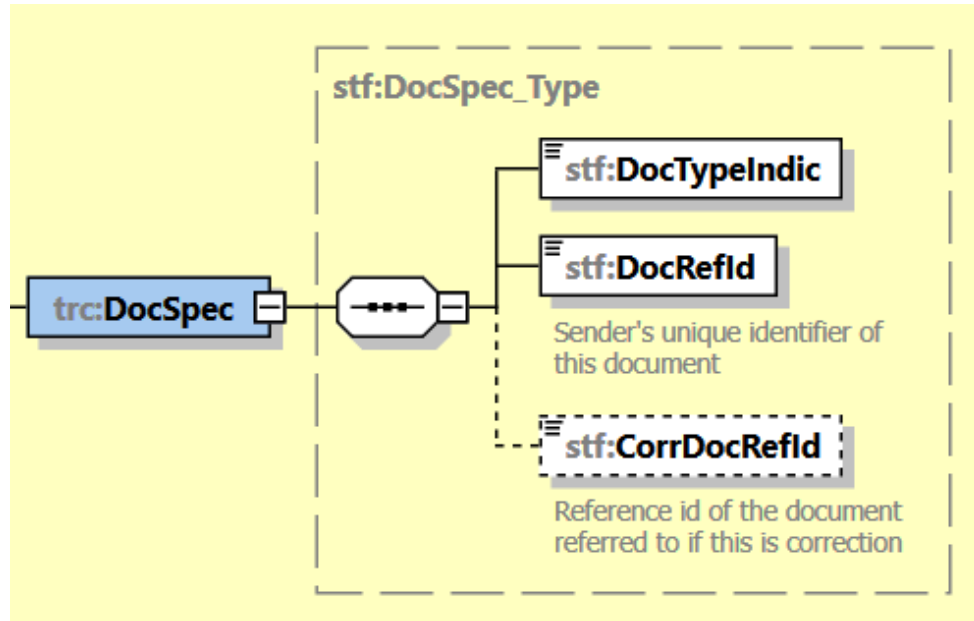 stf:DocSpec_Type
stf:DocTypeIndic
stf:DocRefId
trc:DocSpec
Sender's unique identifier of
this document
stf:CorrDocRefId
Reference id of the document
referred to if this is correction